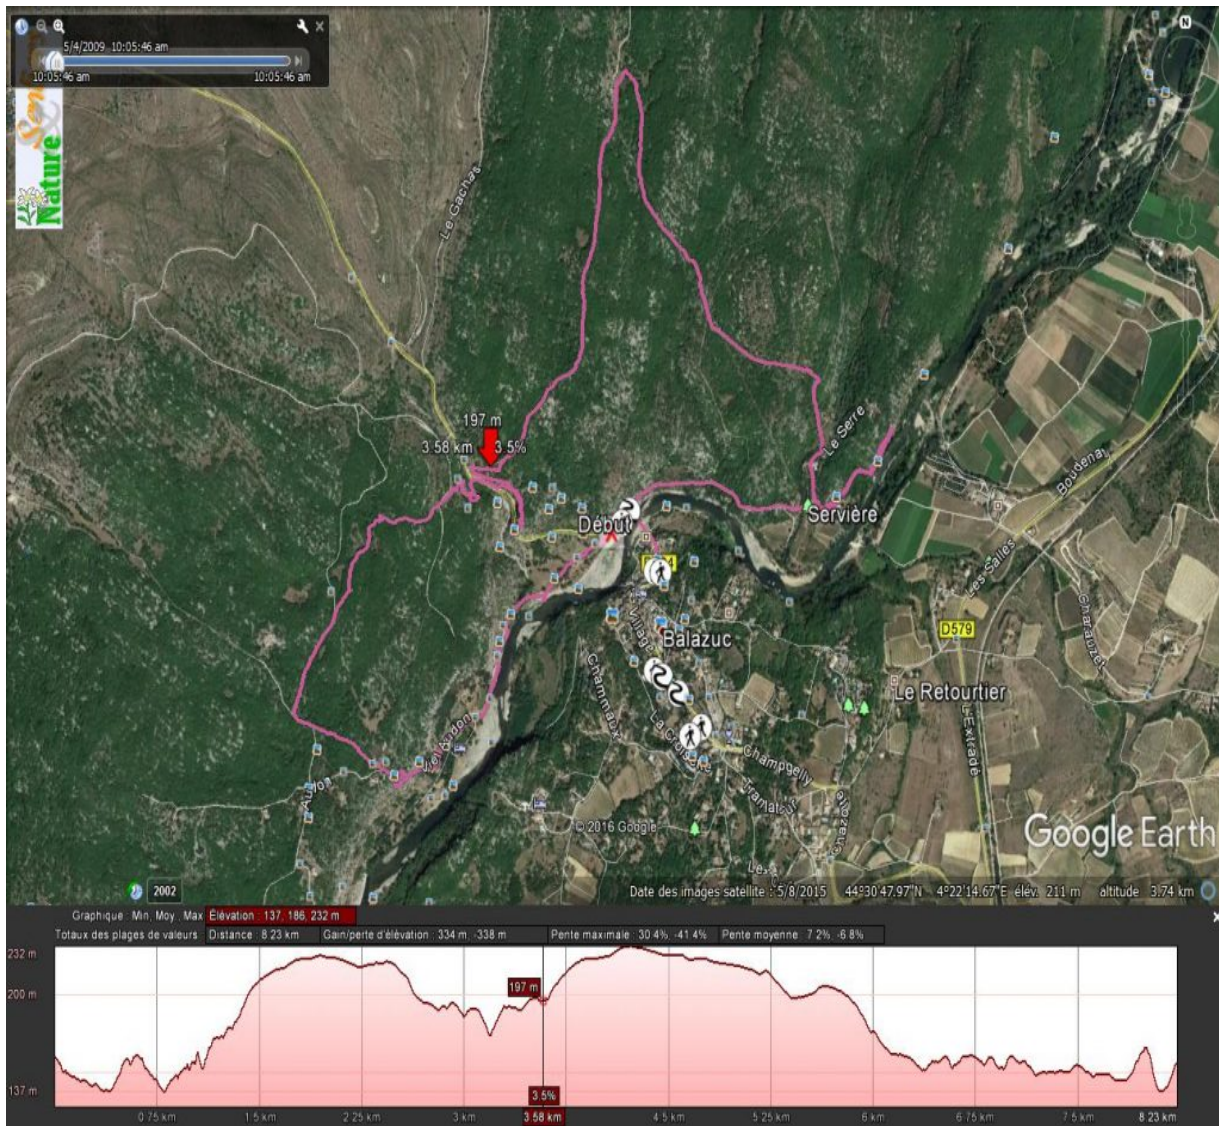 5/4/2009 10:05:46 am
10:05:46 am 10:05:46 am
Nature
Le Gachas
197 m
3.58 km 3.5%
Le Serre
Servière
Début
Boudenal
Les Salles
Charauzet
D579
Village
Balazuc
Le Retourtier
L'Extrade
Chammaux
Champgelly
Tramatsur
© 2016 Google
Google Earth
2002
Date des images satellite : 5/8/2015 44°30'47.97"N 4°22'14.67"E élév. 211 m altitude 3.74 km
Graphique : Min, Moy., Max Élévation : 137, 186, 232 m
Totaux des plages de valeurs Distance : 8.23 km Gain/perte d'élévation : 334 m, -338 m Pente maximale : 30.4%, -41.4% Pente moyenne : 7.2%, -6.8%
232 m
200 m
197 m
137 m
3.5%
0.75 km 1.5 km 2.25 km 3 km 3.58 km 4.5 km 5.25 km 6 km 6.75 km 7.5 km 8.23 km